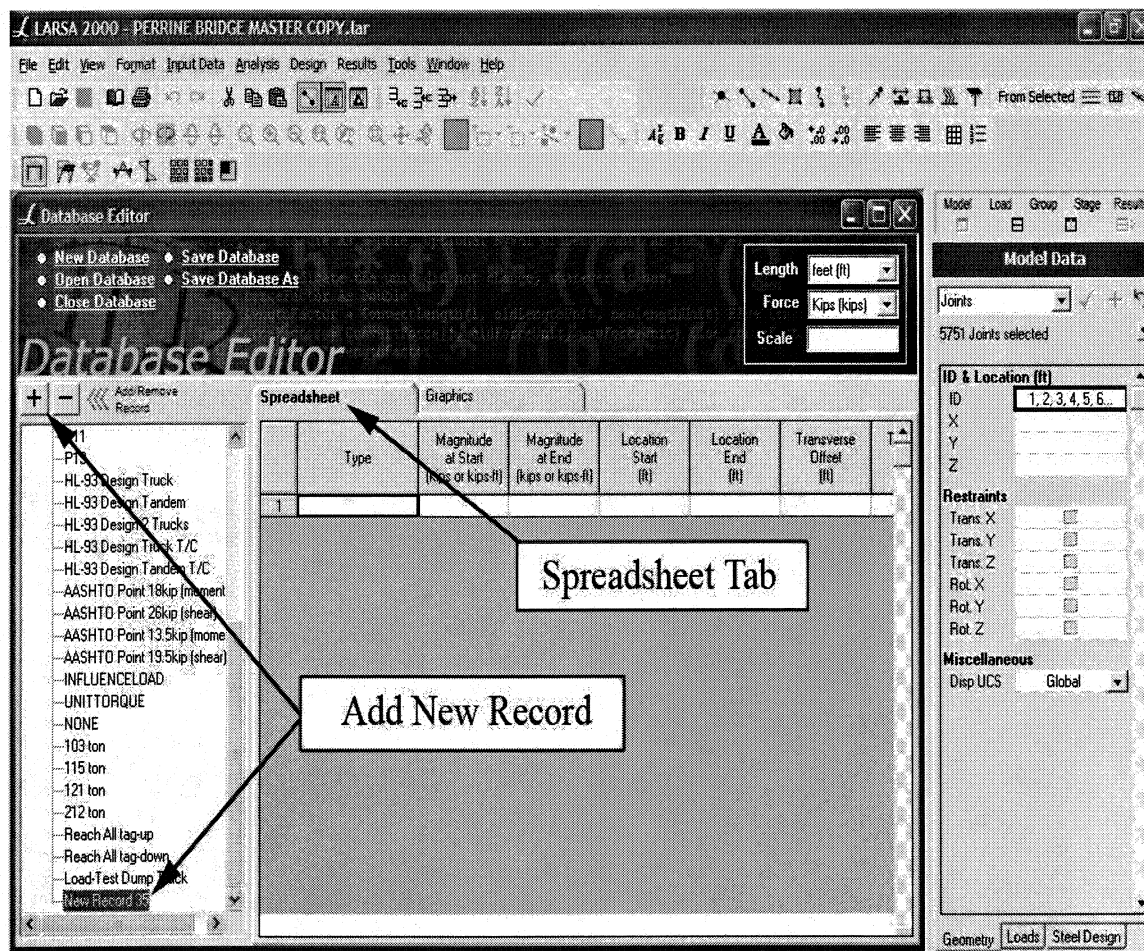 LARSA 2000 - PERRINE BRIDGE MASTER COPY.lar
File Edit View Format Input Data Analysis Design Results Tools Window Help
From Selected
Database Editor
New Database Save Database
Open Database Save Database As
Close Database
Length feet (ft)
Force Kips (kips)
Scale
Database Editor
Add/Remove
Record
Spreadsheet Graphics
Type
Magnitude
at Start
(kips or kips-ft)
Magnitude
at End
(kips or kips-ft)
Location
Start
(ft)
Location
End
(ft)
Transverse
Offset
(ft)
1
HL-93 Design Truck
HL-93 Design Tandem
HL-93 Design 2 Trucks
HL-93 Design Truck T/C
HL-93 Design Tandem T/C
AASHTO Point 18kip (moment
AASHTO Point 26kip (shear)
AASHTO Point 13.5kip (mome
AASHTO Point 19.5kip (shear)
INFLUENCELOAD
UNITTORQUE
NONE
103 ton
115 ton
121 ton
212 ton
Reach All tag-up
Reach All tag-down
Load-Test Dump Truck
New Record 35
Spreadsheet Tab
Add New Record
Model Load Group Stage Result
Model Data
Joints
5751 Joints selected
ID & Location (ft)
ID 1, 2, 3, 4, 5, 6...
X
Y
Z
Restraints
Trans. X
Trans. Y
Trans. Z
Rot. X
Rot. Y
Rot. Z
Miscellaneous
Disp UCS Global
Geometry Loads Steel Design